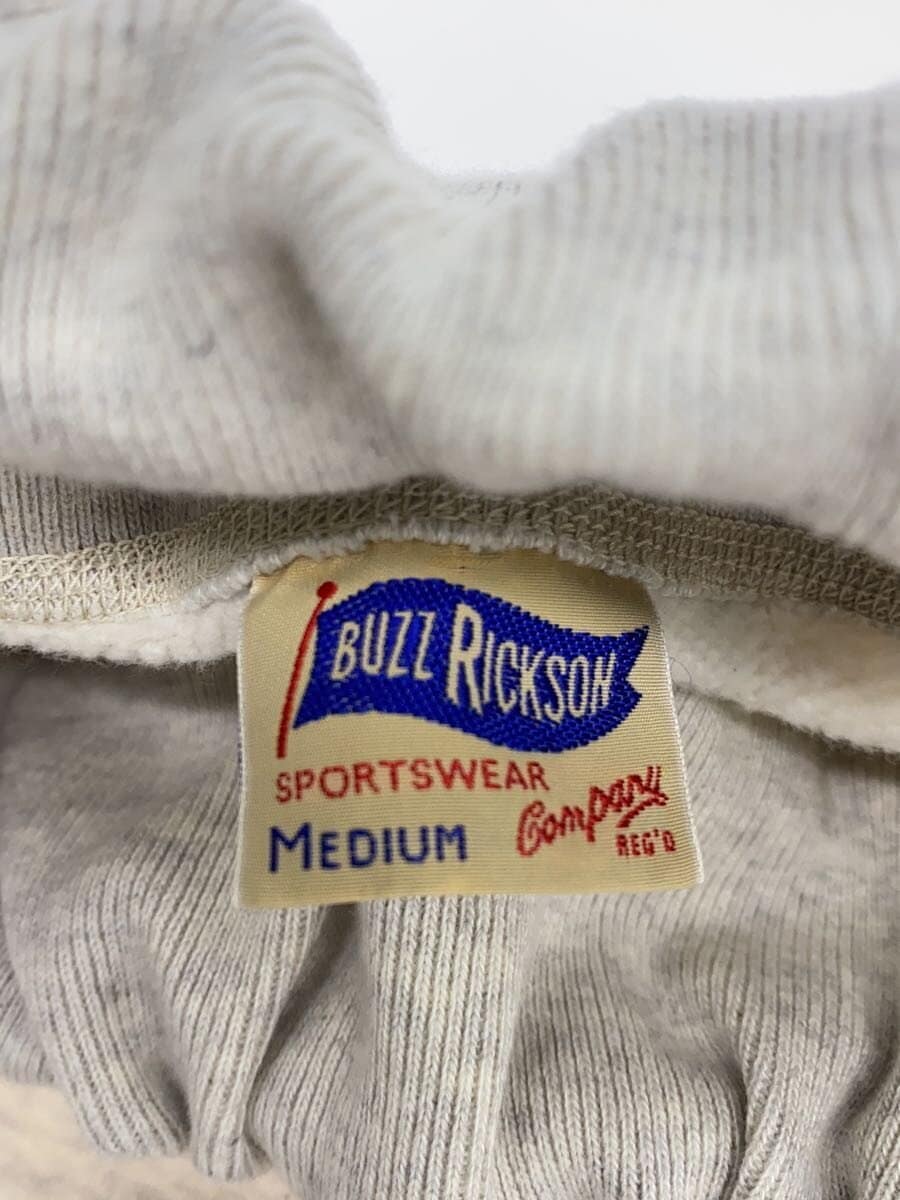 BUZZ RICKSON
SPORTSWEAR
Company
MEDIUM
REG'D